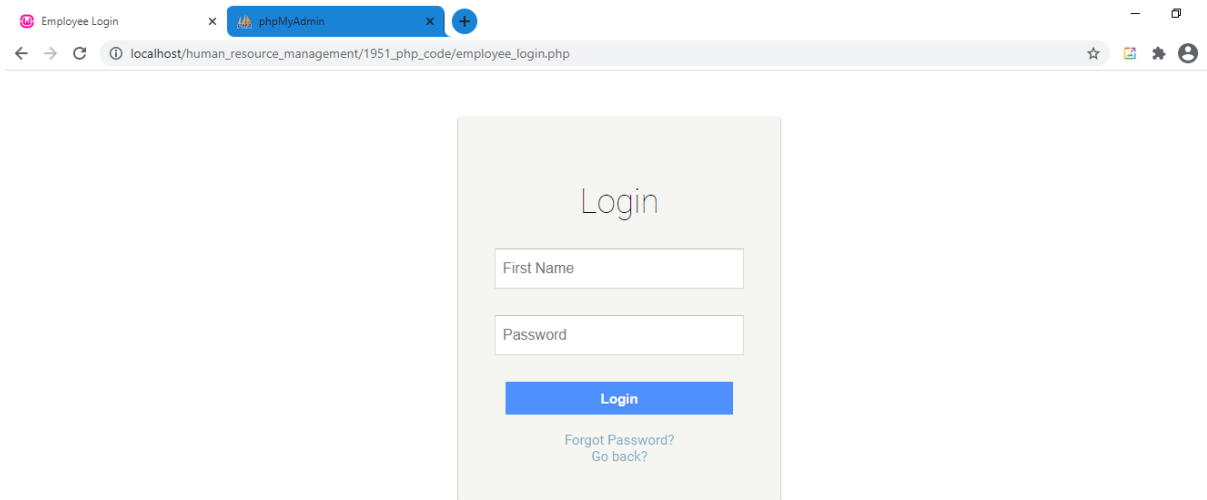 Employee Login
phpMyAdmin
localhost/human_resource_management/1951_php_code/employee_login.php
Login
First Name
Password
Login
Forgot Password?
Go back?